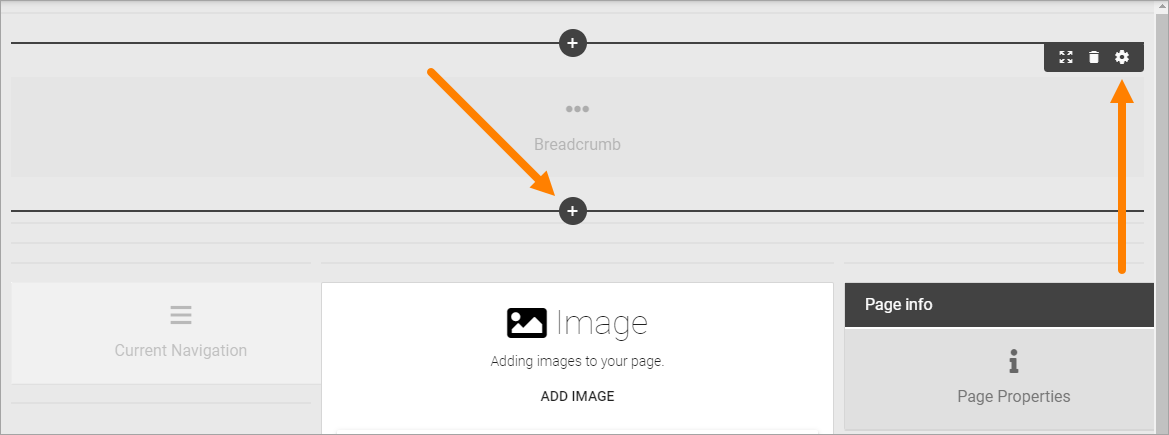 Breadcrumb
Current Navigation
Image
Adding images to your page.
ADD IMAGE
Page info
Page Properties